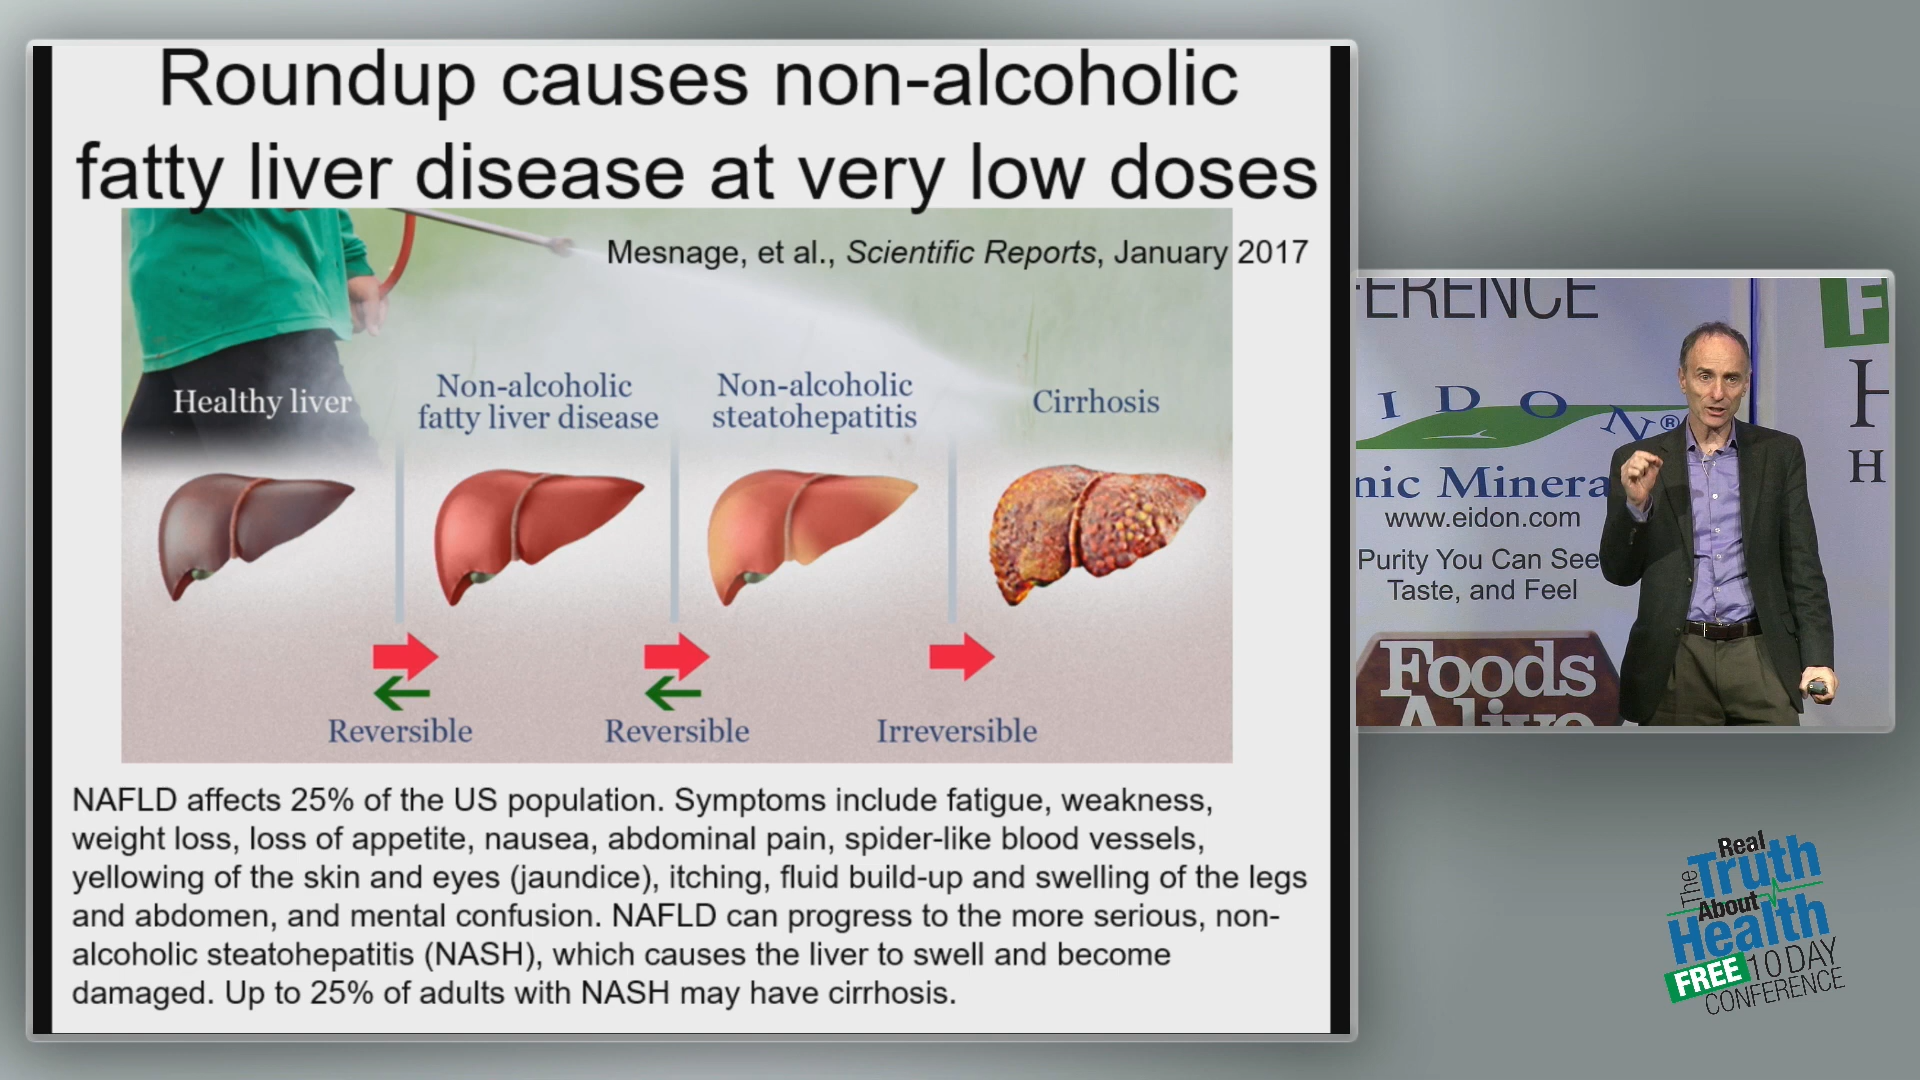 Roundup causes non-alcoholic
fatty liver disease at very low doses
Mesnage, et al., Scientific Reports, January 2017
Healthy liver
Non-alcoholic
fatty liver disease
Non-alcoholic
steatohepatitis
Cirrhosis
Reversible
Reversible
Irreversible
NAFLD affects 25% of the US population. Symptoms include fatigue, weakness,
weight loss, loss of appetite, nausea, abdominal pain, spider-like blood vessels,
yellowing of the skin and eyes (jaundice), itching, fluid build-up and swelling of the legs
and abdomen, and mental confusion. NAFLD can progress to the more serious, non-
alcoholic steatohepatitis (NASH), which causes the liver to swell and become
damaged. Up to 25% of adults with NASH may have cirrhosis.
FERENCE
F
H
H
IDON®
nic Minera
www.eidon.com
Purity You Can See
Taste, and Feel
Foods
Alive
The Real
Truth
About
Health
FREE 10 DAY
CONFERENCE